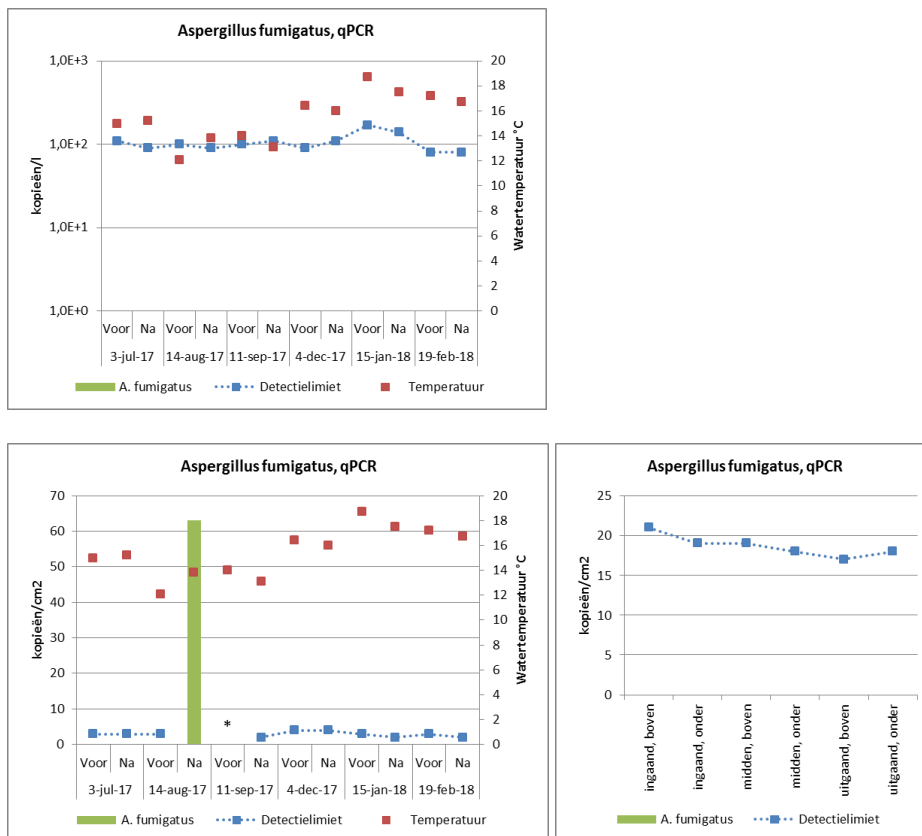 Aspergillus fumigatus, qPCR
kopieën/l
1,0E+3
1,0E+2
1,0E+1
1,0E+0
20
18
16
14
12
10
8
6
4
2
0
Watertemperatuur °C
Voor Na Voor Na Voor Na Voor Na Voor Na Voor Na
3-jul-17 14-aug-17 11-sep-17 4-dec-17 15-jan-18 19-feb-18
A. fumigatus Detectielimiet Temperatuur
Aspergillus fumigatus, qPCR
kopieën/cm2
70
60
50
40
30
20
10
0
*
20
18
16
14
12
10
8
6
4
2
0
Watertemperatuur °C
Voor Na Voor Na Voor Na Voor Na Voor Na Voor Na
3-jul-17 14-aug-17 11-sep-17 4-dec-17 15-jan-18 19-feb-18
A. fumigatus Detectielimiet Temperatuur
Aspergillus fumigatus, qPCR
kopieën/cm2
25
20
15
10
5
0
ingaand, boven
ingaand, onder
midden, boven
midden, onder
uitgaand, boven
uitgaand, onder
A. fumigatus Detectielimiet